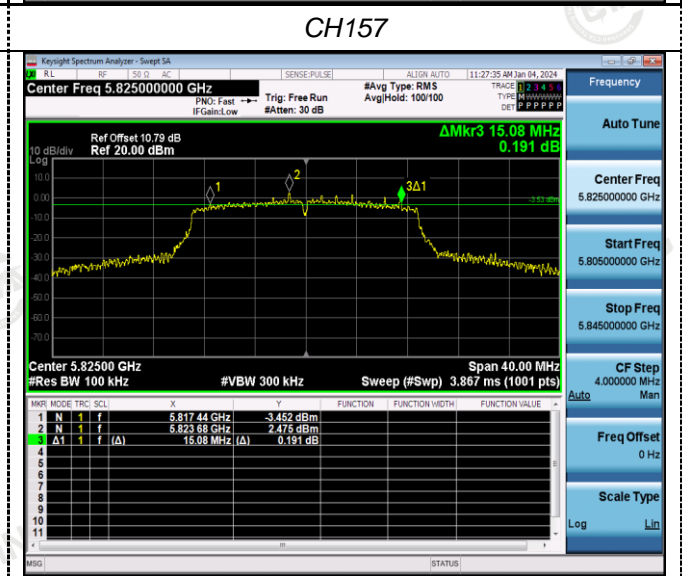 CH157
Keysight Spectrum Analyzer - Swept SA
RL RF 50 Ω AC SENSE:PULSE ALIGN AUTO 11:27:35 AM Jan 04, 2024
Center Freq 5.825000000 GHz
PNO: Fast
IFGain:Low
Trig: Free Run
#Atten: 30 dB
#Avg Type: RMS
Avg|Hold: 100/100
TRACE 1 2 3 4 5 6
TYPE M W W W W W
DET P P P P P P
Ref Offset 10.79 dB
10 dB/div Ref 20.00 dBm
ΔMkr3 15.08 MHz
0.191 dB
Log
10.0
0.00
-10.0
-20.0
-30.0
-40.0
-50.0
-60.0
-70.0
1
2
3Δ1
-3.53 dBm
Center 5.82500 GHz Span 40.00 MHz
#Res BW 100 kHz #VBW 300 kHz Sweep (#Swp) 3.867 ms (1001 pts)
MKR MODE TRC SCL X Y FUNCTION FUNCTION WIDTH FUNCTION VALUE
1 N 1 f 5.817 44 GHz -3.452 dBm
2 N 1 f 5.823 68 GHz 2.475 dBm
3 Δ1 1 f (Δ) 15.08 MHz (Δ) 0.191 dB
4
5
6
7
8
9
10
11
MSG STATUS
Frequency
Auto Tune
Center Freq
5.825000000 GHz
Start Freq
5.805000000 GHz
Stop Freq
5.845000000 GHz
CF Step
4.000000 MHz
Auto Man
Freq Offset
0 Hz
Scale Type
Log Lin